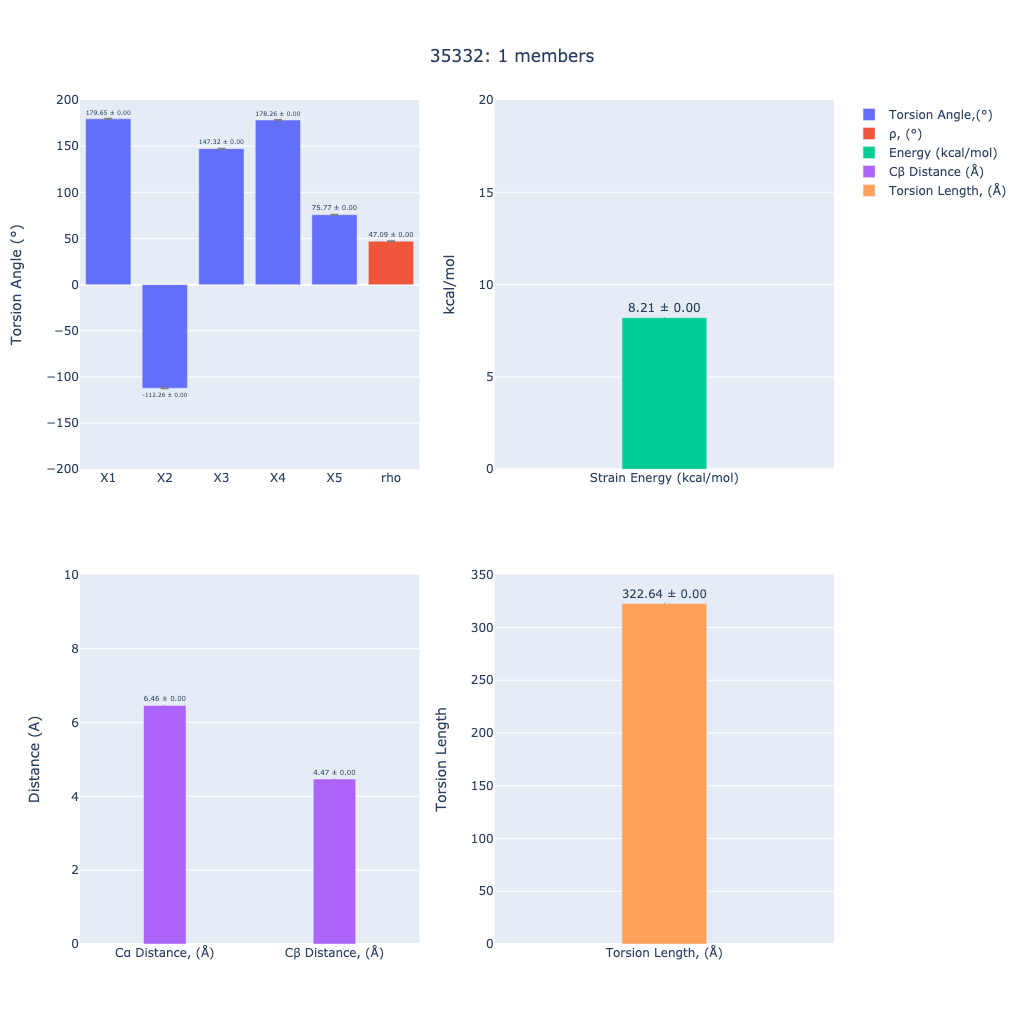 35332: 1 members
Torsion Angle (°)
200
150
100
50
0
−50
−100
−150
−200
179.65 ± 0.00
-112.26 ± 0.00
147.32 ± 0.00
178.26 ± 0.00
75.77 ± 0.00
47.09 ± 0.00
X1 X2 X3 X4 X5 rho
kcal/mol
20
15
10
5
0
8.21 ± 0.00
Strain Energy (kcal/mol)
Torsion Angle,(°)
ρ, (°)
Energy (kcal/mol)
Cβ Distance (Å)
Torsion Length, (Å)
Distance (A)
10
8
6
4
2
0
6.46 ± 0.00
4.47 ± 0.00
Cα Distance, (Å) Cβ Distance, (Å)
Torsion Length
350
300
250
200
150
100
50
0
322.64 ± 0.00
Torsion Length, (Å)